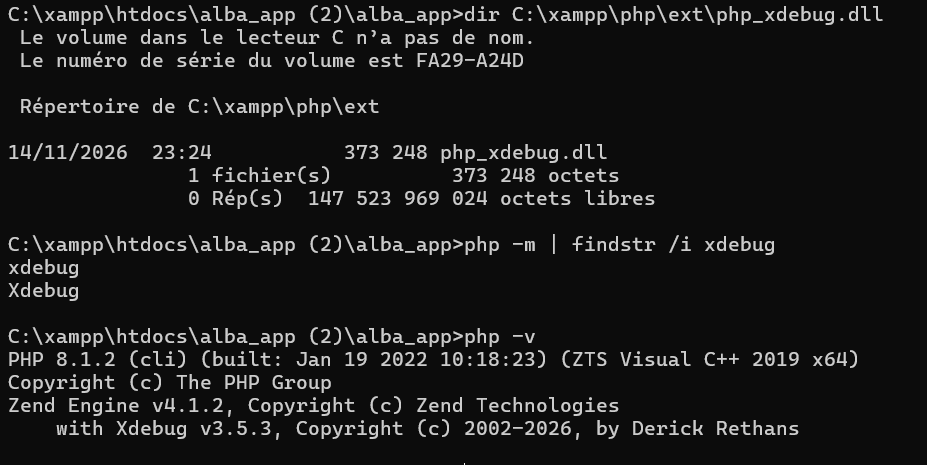 C:\xampp\htdocs\alba_app (2)\alba_app>dir C:\xampp\php\ext\php_xdebug.dll
 Le volume dans le lecteur C n’a pas de nom.
 Le numéro de série du volume est FA29-A24D

 Répertoire de C:\xampp\php\ext

14/11/2026  23:24           373 248 php_xdebug.dll
               1 fichier(s)          373 248 octets
               0 Rép(s)  147 523 969 024 octets libres

C:\xampp\htdocs\alba_app (2)\alba_app>php -m | findstr /i xdebug
xdebug
Xdebug

C:\xampp\htdocs\alba_app (2)\alba_app>php -v
PHP 8.1.2 (cli) (built: Jan 19 2022 10:18:23) (ZTS Visual C++ 2019 x64)
Copyright (c) The PHP Group
Zend Engine v4.1.2, Copyright (c) Zend Technologies
    with Xdebug v3.5.3, Copyright (c) 2002-2026, by Derick Rethans